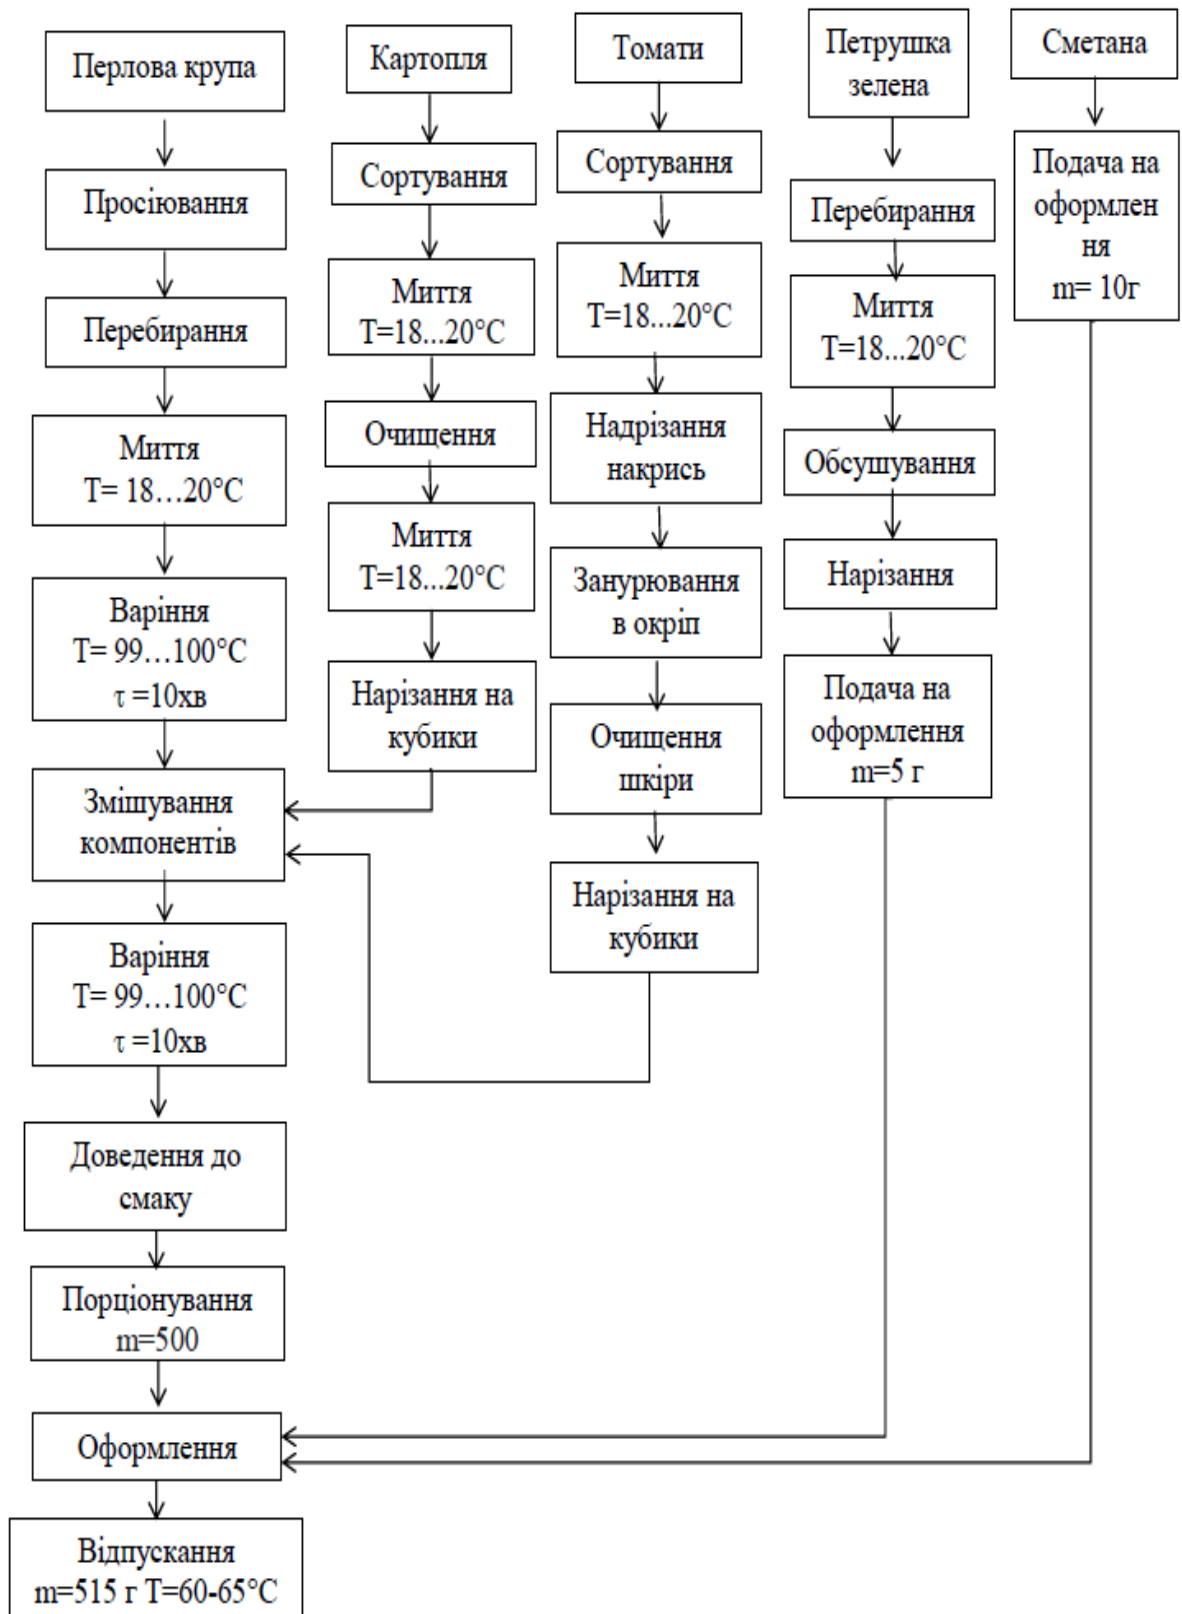 Перлова крупа
Просіювання
Перебирання
Миття
T= 18...20°C
Варіння
T= 99...100°C
τ =10хв
Змішування
компонентів
Варіння
T= 99...100°C
τ =10хв
Доведення до
смаку
Порціонування
m=500
Оформлення
Відпускання
m=515 г T=60-65°C
Картопля
Сортування
Миття
T=18...20°C
Очищення
Миття
T=18...20°C
Нарізання на
кубики
Томати
Сортування
Миття
T=18...20°C
Надрізання
накрись
Занурювання
в окріп
Очищення
шкіри
Нарізання на
кубики
Петрушка
зелена
Перебирання
Миття
T=18...20°C
Обсушування
Нарізання
Подача на
оформлення
m=5 г
Сметана
Подача на
оформлен
ня
m= 10г